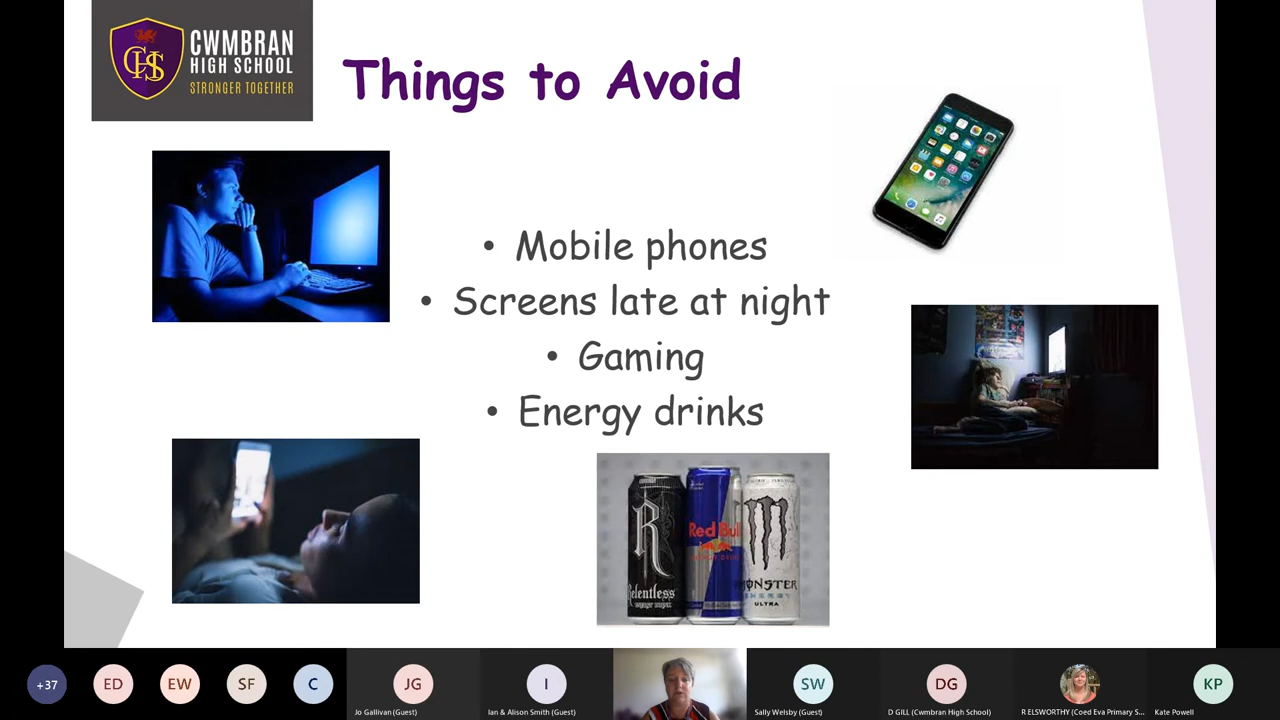 CWMBRAN
HIGH SCHOOL
STRONGER TOGETHER
Things to Avoid
• Mobile phones
• Screens late at night
• Gaming
• Energy drinks
R
Relentless
Red Bull
MONSTER
ENERGY
ULTRA
+37
ED
EW
SF
C
JG
I
SW
DG
KP
Jo Gallivan (Guest)
Ian & Alison Smith (Guest)
Sally Welsby (Guest)
D GILL (Cwmbran High School)
R ELSWORTHY (Coed Eva Primary S...
Kate Powell